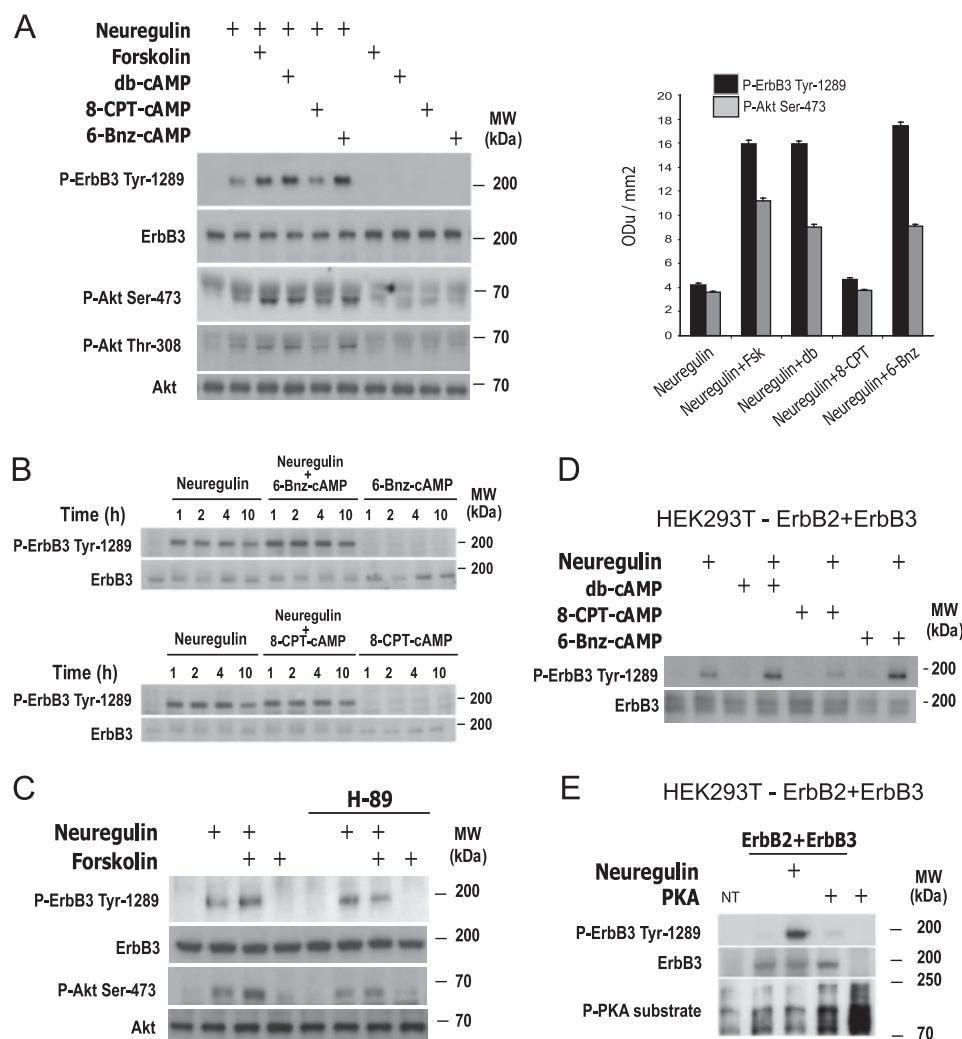 A
Neuregulin + + + + +
Forskolin + +
db-cAMP + +
8-CPT-cAMP + +
6-Bnz-cAMP + +
MW
(kDa)
P-ErbB3 Tyr-1289 – 200
ErbB3 – 200
P-Akt Ser-473 – 70
P-Akt Thr-308 – 70
Akt – 70
P-ErbB3 Tyr-1289
P-Akt Ser-473
ODu / mm2
20
18
16
14
12
10
8
6
4
2
0
Neuregulin
Neuregulin+Fsk
Neuregulin+db
Neuregulin+8-CPT
Neuregulin+6-Bnz
B
Neuregulin
Neuregulin
+
6-Bnz-cAMP
6-Bnz-cAMP
MW
(kDa)
Time (h) 1 2 4 10 1 2 4 10 1 2 4 10
P-ErbB3 Tyr-1289 – 200
ErbB3 – 200
Neuregulin
Neuregulin
+
8-CPT-cAMP
8-CPT-cAMP
MW
(kDa)
Time (h) 1 2 4 10 1 2 4 10 1 2 4 10
P-ErbB3 Tyr-1289 – 200
ErbB3 – 200
C
H-89
Neuregulin + + + +
Forskolin + + + +
MW
(kDa)
P-ErbB3 Tyr-1289 – 200
ErbB3 – 200
P-Akt Ser-473 – 70
Akt – 70
D
HEK293T - ErbB2+ErbB3
Neuregulin + + + +
db-cAMP + +
8-CPT-cAMP + +
6-Bnz-cAMP + +
MW
(kDa)
P-ErbB3 Tyr-1289 – 200
ErbB3 - 200
E
HEK293T - ErbB2+ErbB3
ErbB2+ErbB3
Neuregulin +
PKA NT + +
MW
(kDa)
P-ErbB3 Tyr-1289 – 200
ErbB3 – 200
250
P-PKA substrate
– 70